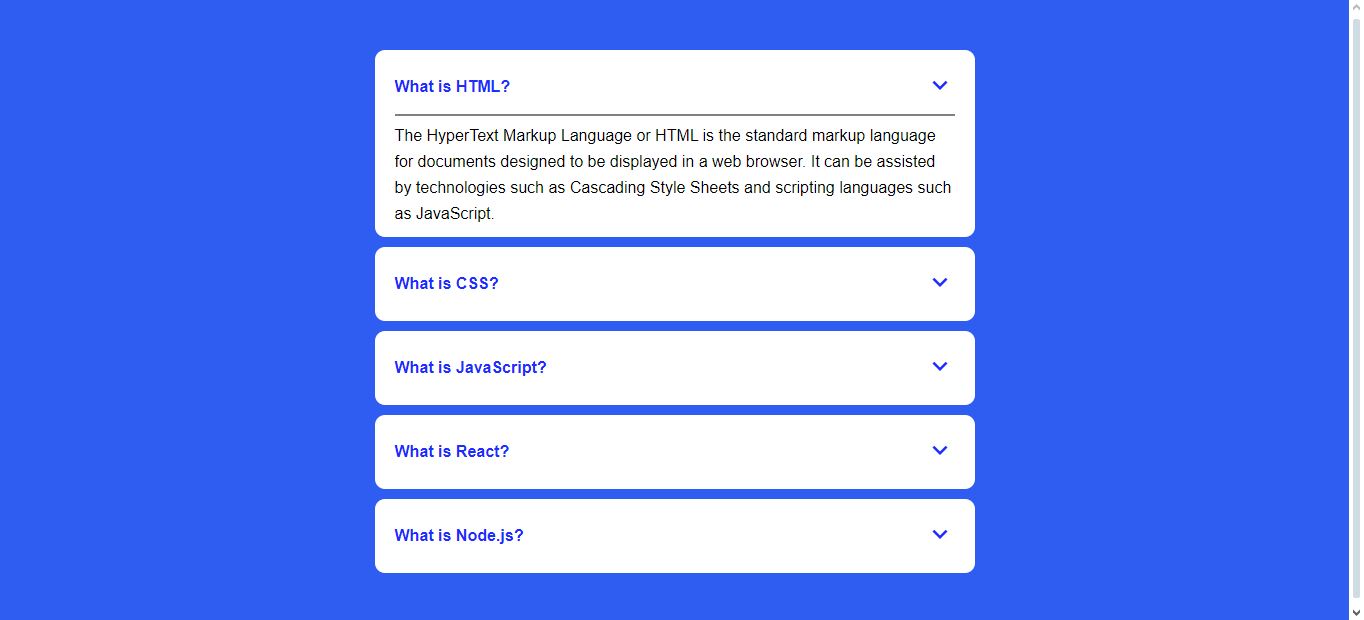 What is HTML?
The HyperText Markup Language or HTML is the standard markup language
for documents designed to be displayed in a web browser. It can be assisted
by technologies such as Cascading Style Sheets and scripting languages such
as JavaScript.
What is CSS?
What is JavaScript?
What is React?
What is Node.js?